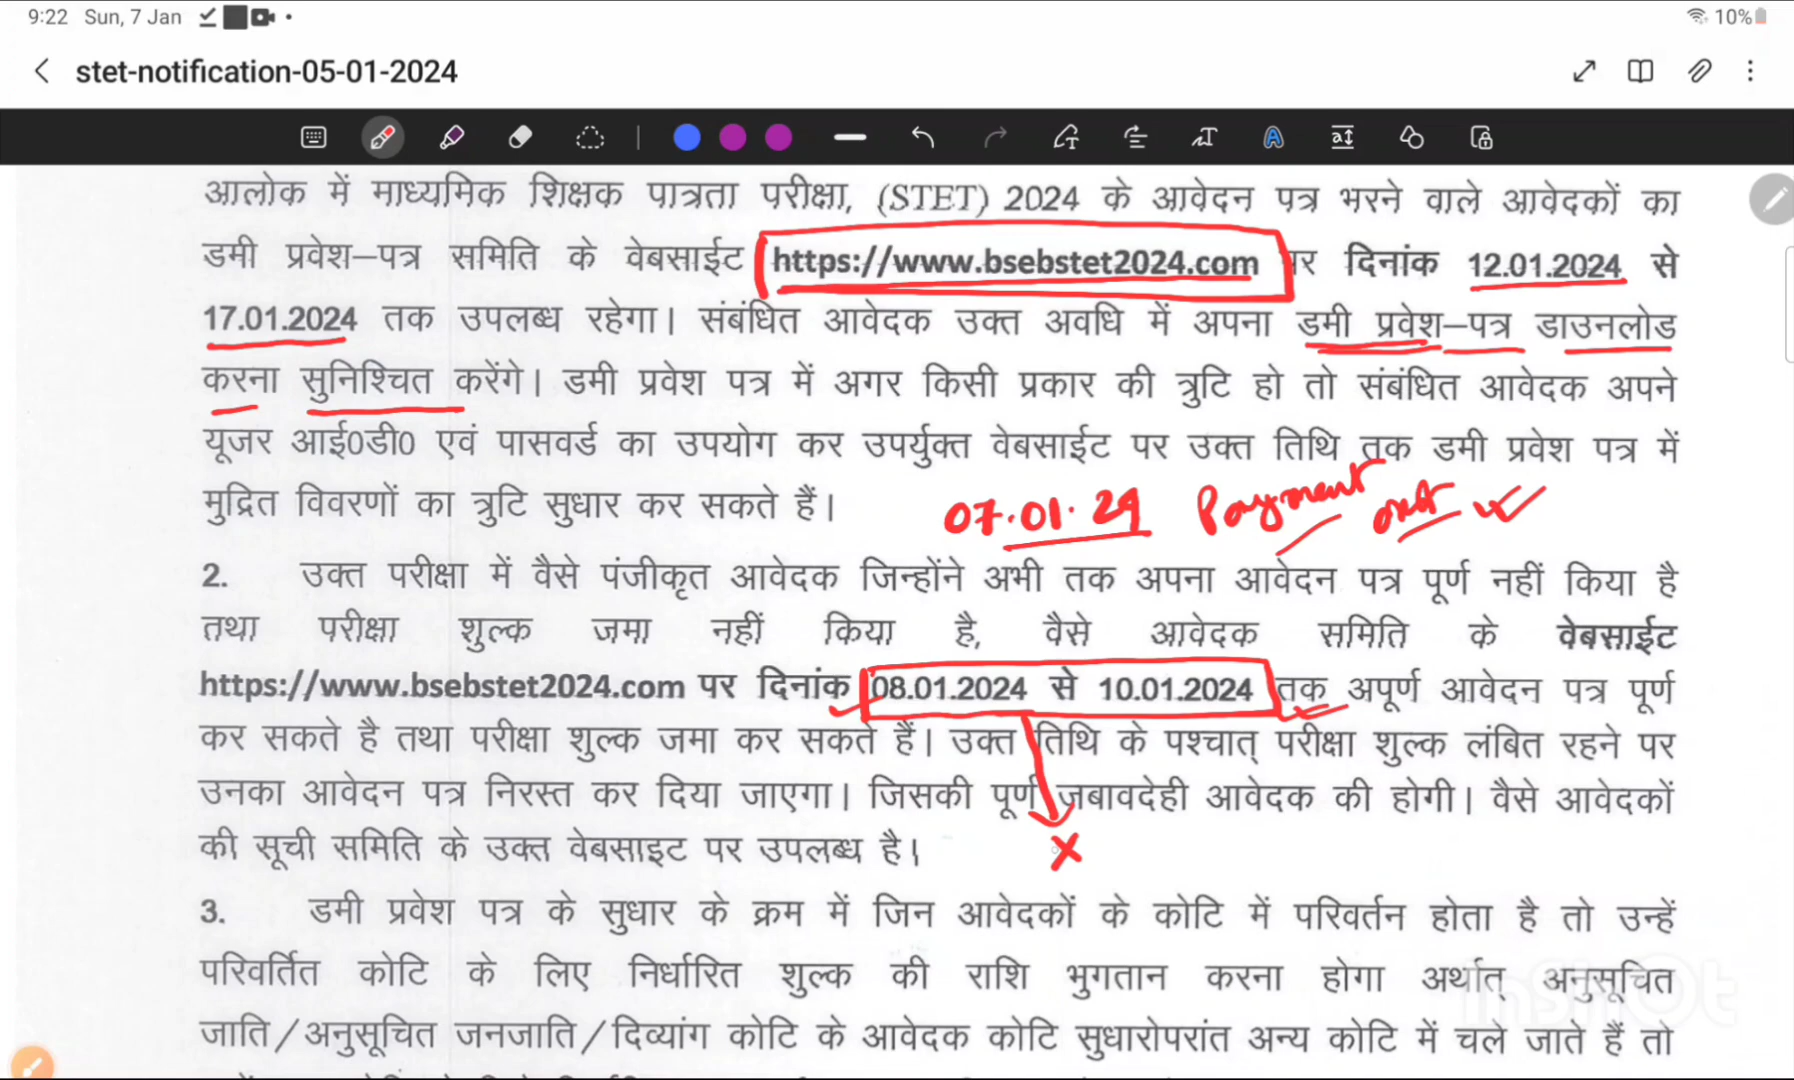 9:22 Sun, 7 Jan 10%
stet-notification-05-01-2024
आलोक में माध्यमिक शिक्षक पात्रता परीक्षा, (STET) 2024 के आवेदन पत्र भरने वाले आवेदकों का
डमी प्रवेश–पत्र समिति के वेबसाईट https://www.bsebstet2024.com पर दिनांक 12.01.2024 से
17.01.2024 तक उपलब्ध रहेगा। संबंधित आवेदक उक्त अवधि में अपना डमी प्रवेश–पत्र डाउनलोड
करना सुनिश्चित करेंगे। डमी प्रवेश पत्र में अगर किसी प्रकार की त्रुटि हो तो संबंधित आवेदक अपने
यूजर आई0डी0 एवं पासवर्ड का उपयोग कर उपर्युक्त वेबसाईट पर उक्त तिथि तक डमी प्रवेश पत्र में
मुद्रित विवरणों का त्रुटि सुधार कर सकते हैं।
07.01.24 Payment
2. उक्त परीक्षा में वैसे पंजीकृत आवेदक जिन्होंने अभी तक अपना आवेदन पत्र पूर्ण नहीं किया है
तथा परीक्षा शुल्क जमा नहीं किया है, वैसे आवेदक समिति के वेबसाईट
https://www.bsebstet2024.com पर दिनांक 08.01.2024 से 10.01.2024 तक अपूर्ण आवेदन पत्र पूर्ण
कर सकते है तथा परीक्षा शुल्क जमा कर सकते हैं। उक्त तिथि के पश्चात् परीक्षा शुल्क लंबित रहने पर
उनका आवेदन पत्र निरस्त कर दिया जाएगा। जिसकी पूर्ण जबावदेही आवेदक की होगी। वैसे आवेदकों
की सूची समिति के उक्त वेबसाइट पर उपलब्ध है।
3. डमी प्रवेश पत्र के सुधार के क्रम में जिन आवेदकों के कोटि में परिवर्तन होता है तो उन्हें
परिवर्तित कोटि के लिए निर्धारित शुल्क की राशि भुगतान करना होगा अर्थात् अनुसूचित
जाति/अनुसूचित जनजाति/दिव्यांग कोटि के आवेदक कोटि सुधारोपरांत अन्य कोटि में चले जाते हैं तो
InShOt